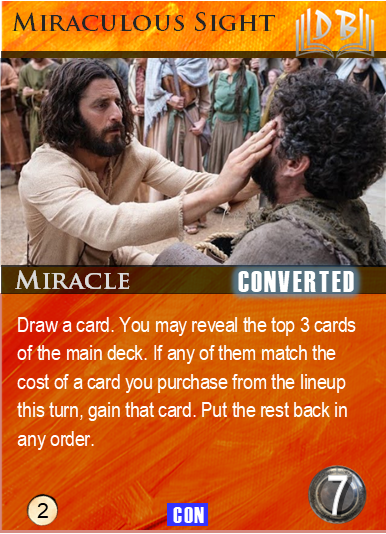 MIRACULOUS SIGHT
DB
MIRACLE
CONVERTED
Draw a card. You may reveal the top 3 cards
of the main deck. If any of them match the
cost of a card you purchase from the lineup
this turn, gain that card. Put the rest back in
any order.
2
CON
7